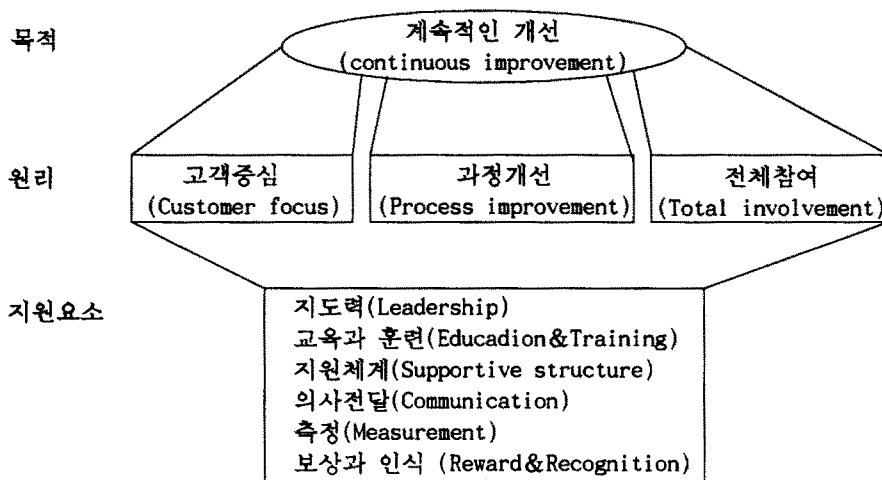 목적
계속적인 개선
(continuous improvement)
원리
고객중심
(Customer focus)
과정개선
(Process improvement)
전체참여
(Total involvement)
지원요소
지도력(Leadership)
교육과 훈련(Educadion&Training)
지원체계(Supportive structure)
의사전달(Communication)
측정(Measurement)
보상과 인식 (Reward&Recognition)